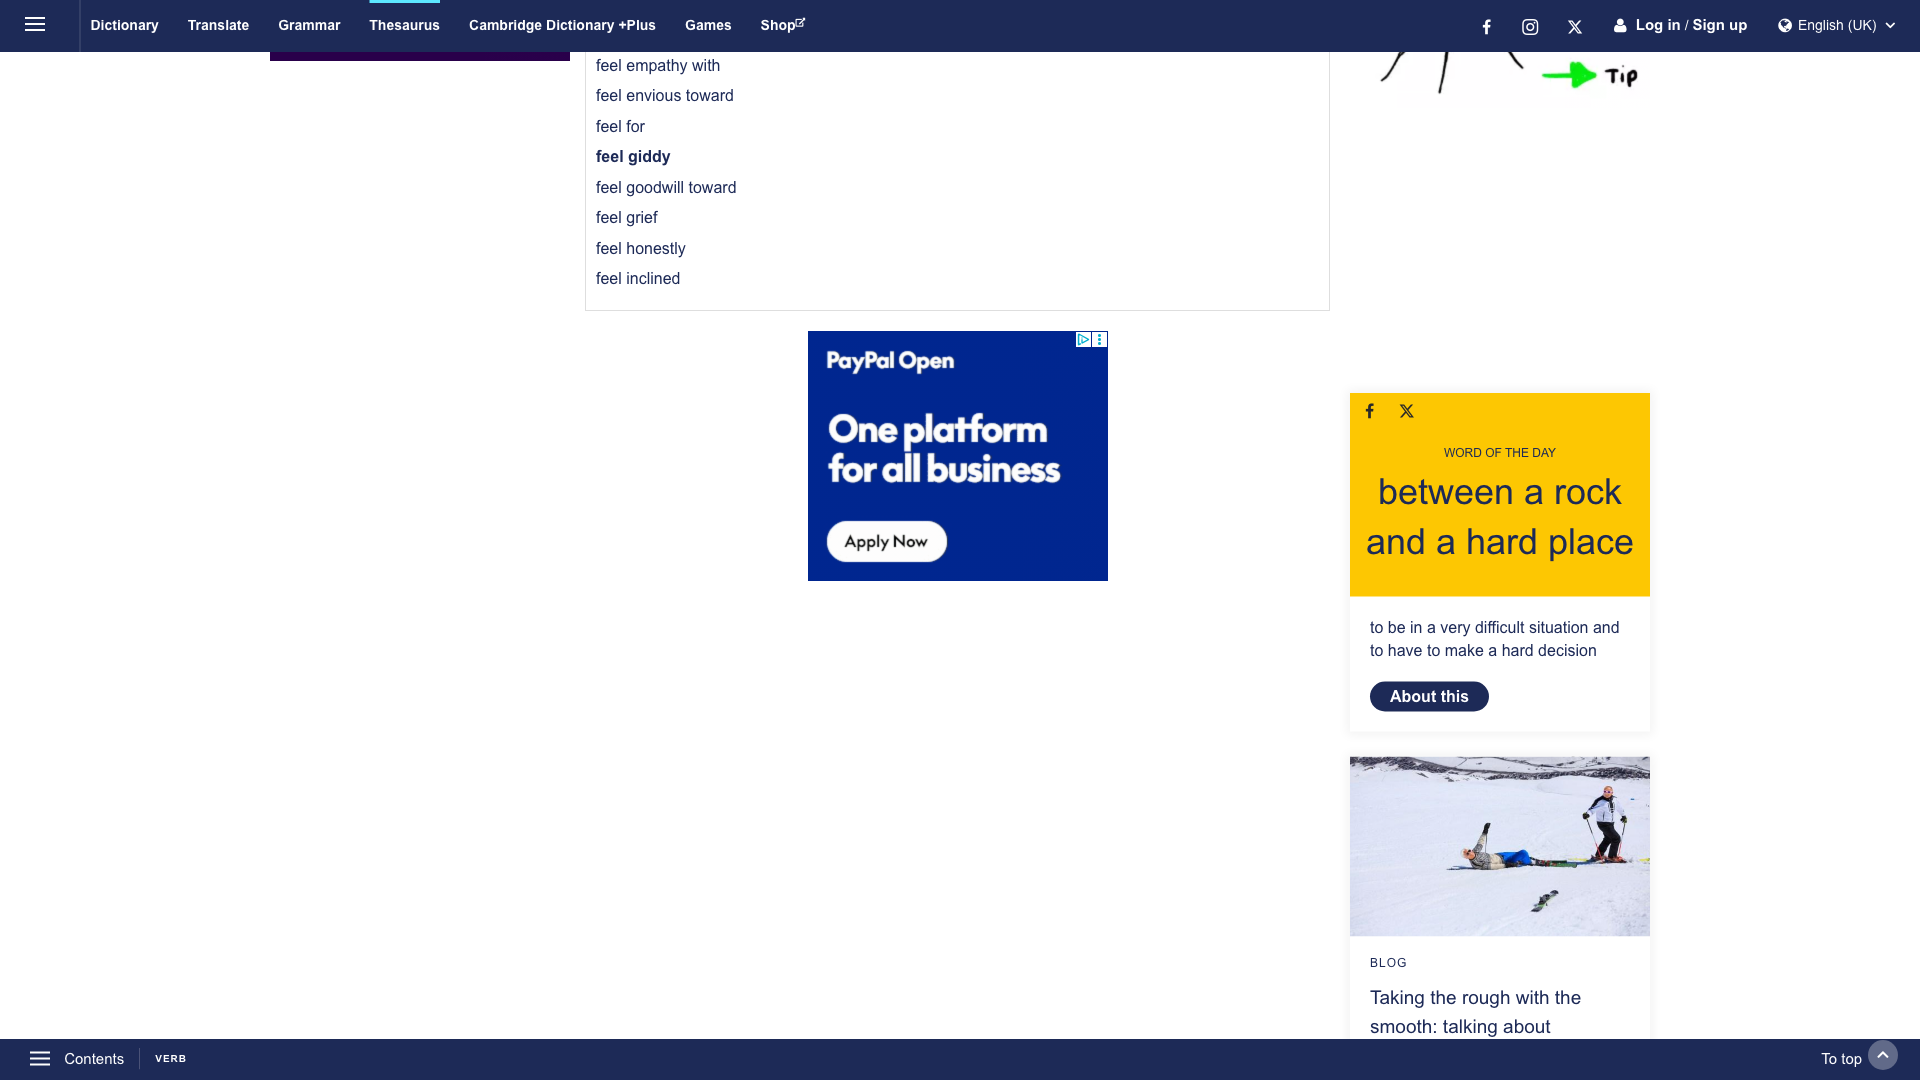 Dictionary Translate Grammar Thesaurus Cambridge Dictionary +Plus Games Shop Log in / Sign up English (UK)
feel empathy with
feel envious toward
feel for
feel giddy
feel goodwill toward
feel grief
feel honestly
feel inclined
Tip
PayPal Open
One platform
for all business
Apply Now
WORD OF THE DAY
between a rock
and a hard place
to be in a very difficult situation and
to have to make a hard decision
About this
BLOG
Taking the rough with the
smooth: talking about
Contents VERB To top